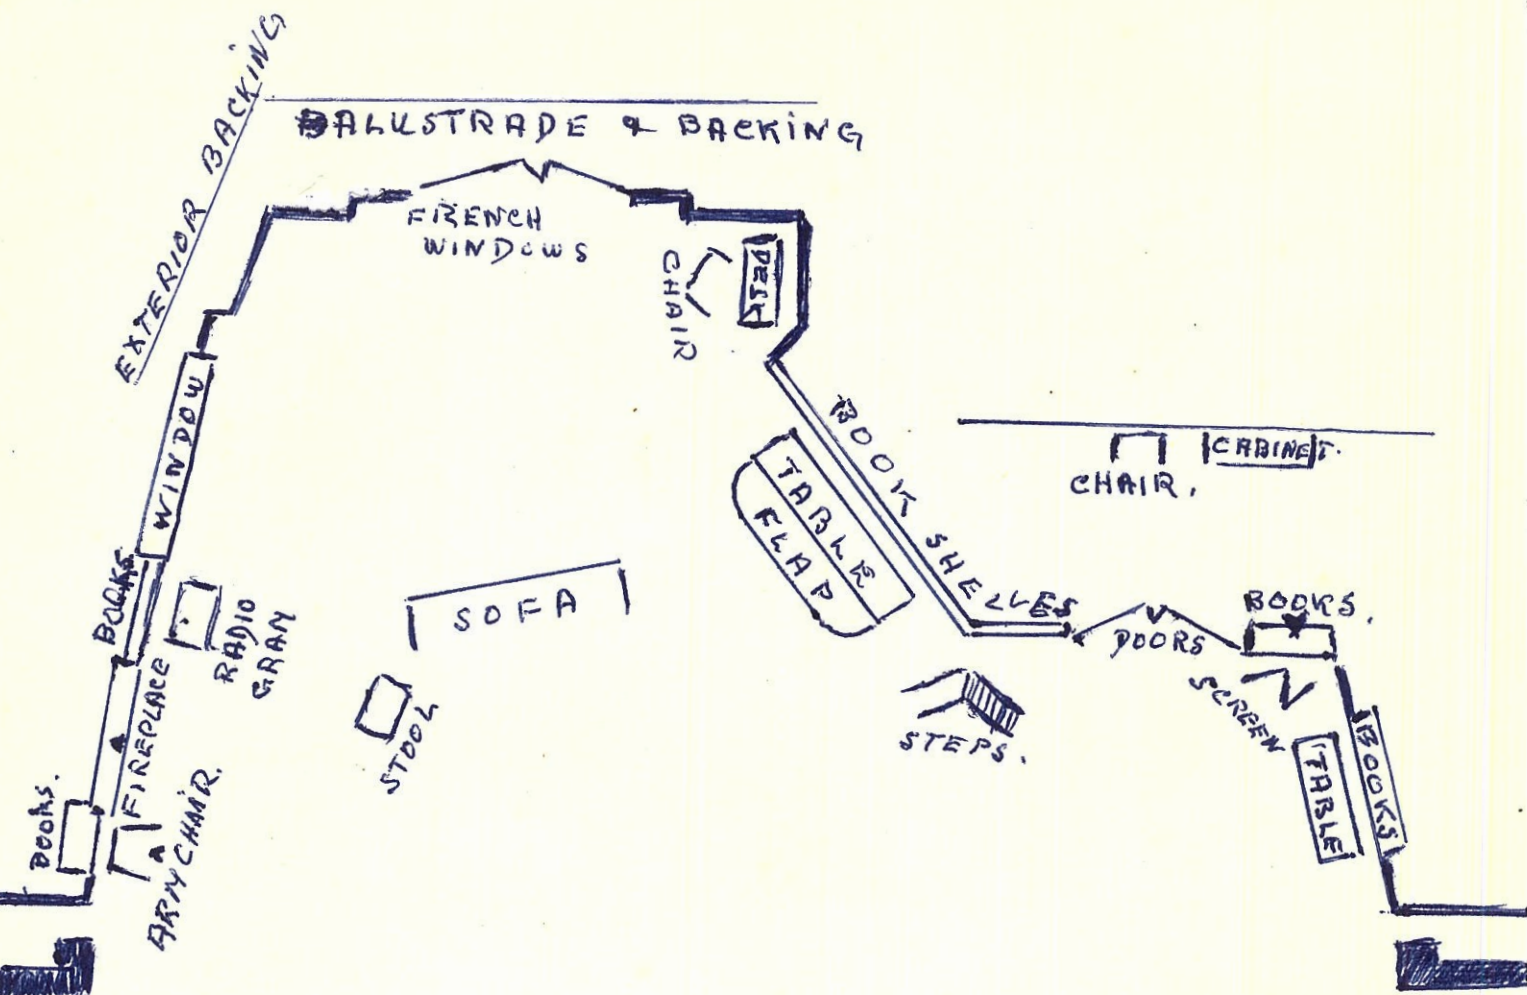 EXTERIOR BACKING
BALUSTRADE & BACKING
FRENCH
WINDOWS
CHAIR
DESK
WINDOW
BOOK SHELVES
CHAIR.
CABINET.
TABLE
FLAP
BOOKS.
RADIO
GRAM
SOFA
STOOL
DOORS
BOOKS.
SCREEN
STEPS.
TABLE
BOOKS
FIREPLACE
BOOKS.
ARMCHAIR.